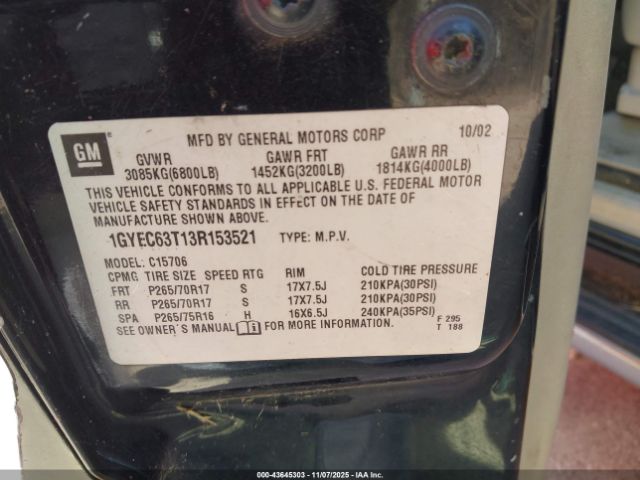 GM
MFD BY GENERAL MOTORS CORP 10/02
GVWR GAWR FRT GAWR RR
3085KG(6800LB) 1452KG(3200LB) 1814KG(4000LB)
THIS VEHICLE CONFORMS TO ALL APPLICABLE U.S. FEDERAL MOTOR
VEHICLE SAFETY STANDARDS IN EFFECT ON THE DATE OF
MANUFACTURE SHOWN ABOVE.
1GYEC63T13R153521 TYPE: M.P.V.
MODEL: C15706
CPMG TIRE SIZE SPEED RTG RIM COLD TIRE PRESSURE
FRT P265/70R17 S 17X7.5J 210KPA(30PSI)
RR P265/70R17 S 17X7.5J 210KPA(30PSI)
SPA P265/75R16 H 16X6.5J 240KPA(35PSI)
SEE OWNER'S MANUAL FOR MORE INFORMATION.
F 295
T 188
000-43645303 - 11/07/2025 - IAA Inc.